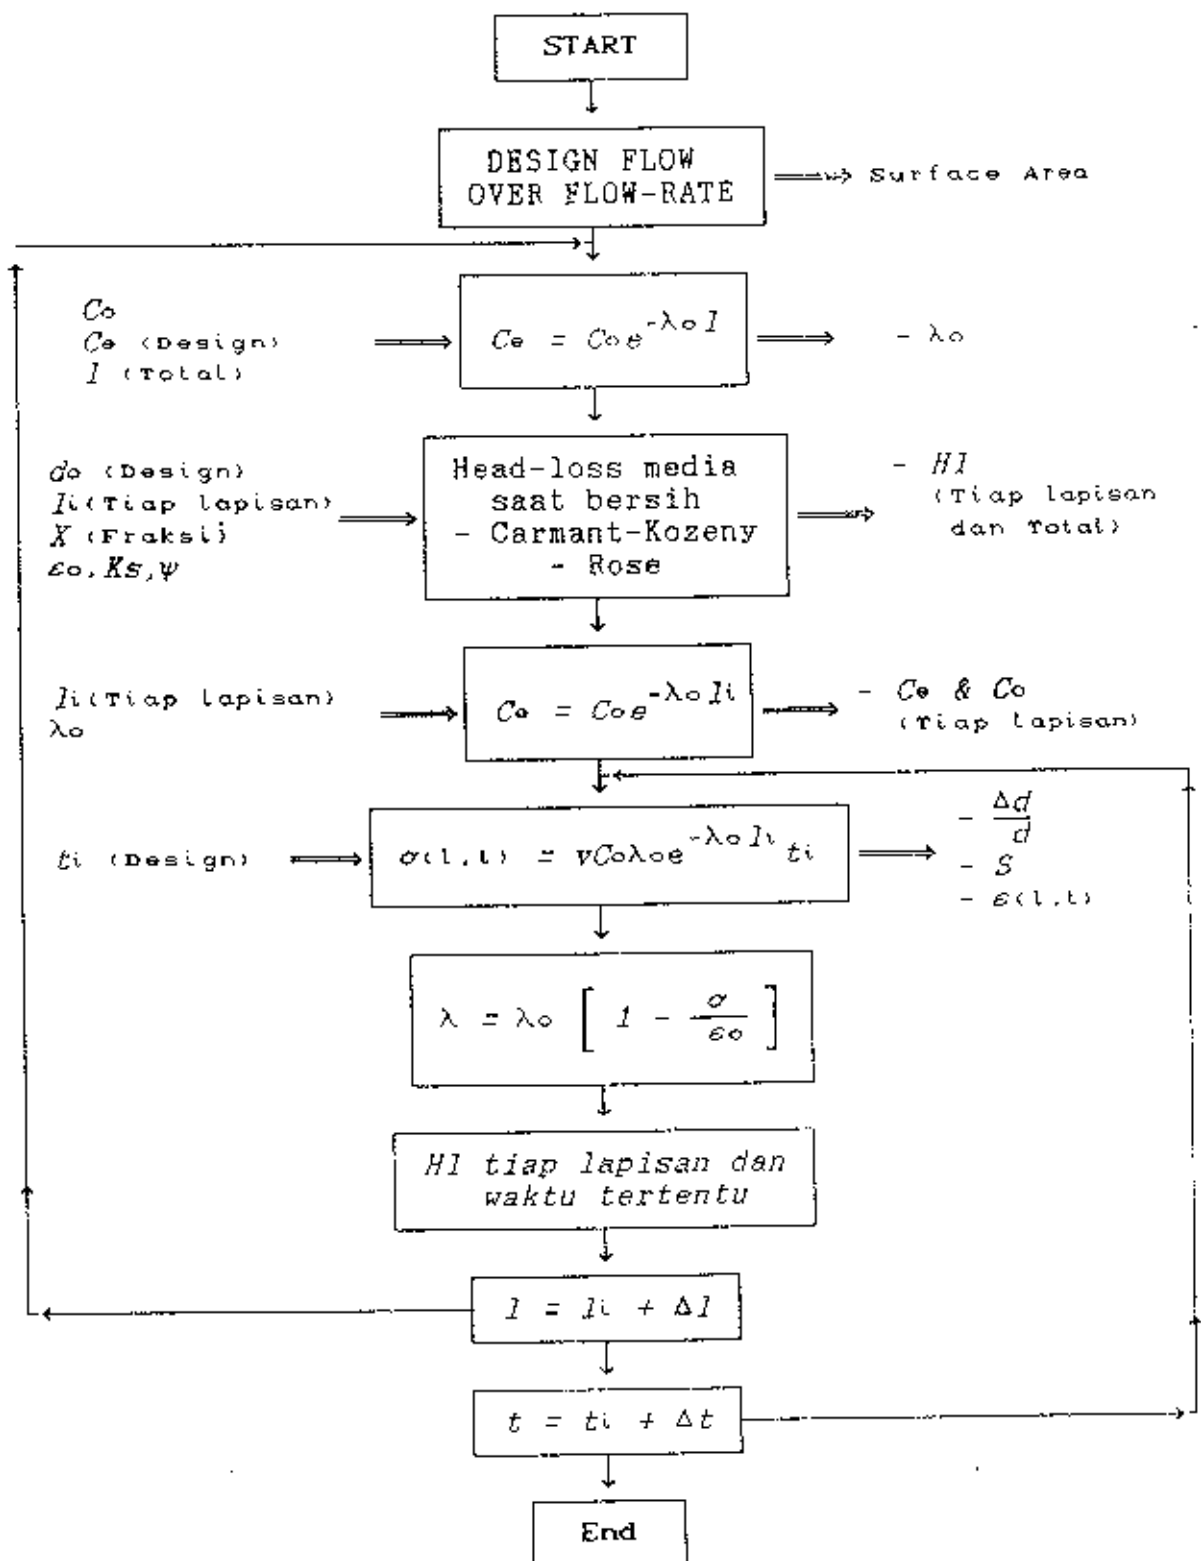 START
DESIGN FLOW
OVER FLOW-RATE
Surface Area
Co
Ce (Design)
l (Total)
Ce = Coe^-λo l
- λo
do (Design)
li (Tiap lapisan)
X (Fraksi)
εo, Ks, ψ
Head-loss media
saat bersih
- Carmant-Kozeny
- Rose
- Hl
(Tiap lapisan
dan Total)
li (Tiap lapisan)
λo
Ce = Coe^-λo li
- Ce & Co
(Tiap lapisan)
ti (Design)
σ(l,t) = vCoλoe^-λo li ti
- Δd/d
- S
- ε(l,t)
λ = λo [ 1 - σ/εo ]
Hl tiap lapisan dan
waktu tertentu
l = li + Δl
t = ti + Δt
End